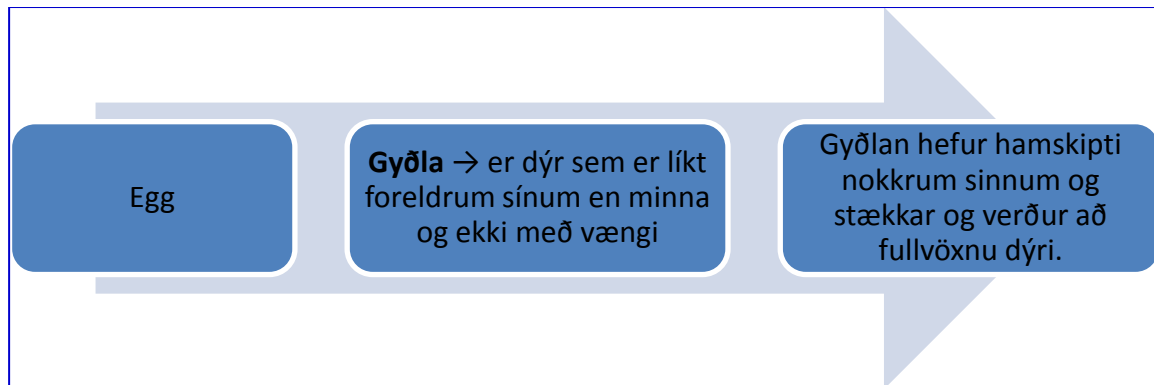 Egg
Gyðla → er dýr sem er líkt
foreldrum sínum en minna
og ekki með vængi
Gyðlan hefur hamskipti
nokkrum sinnum og
stækkar og verður að
fullvöxnu dýri.